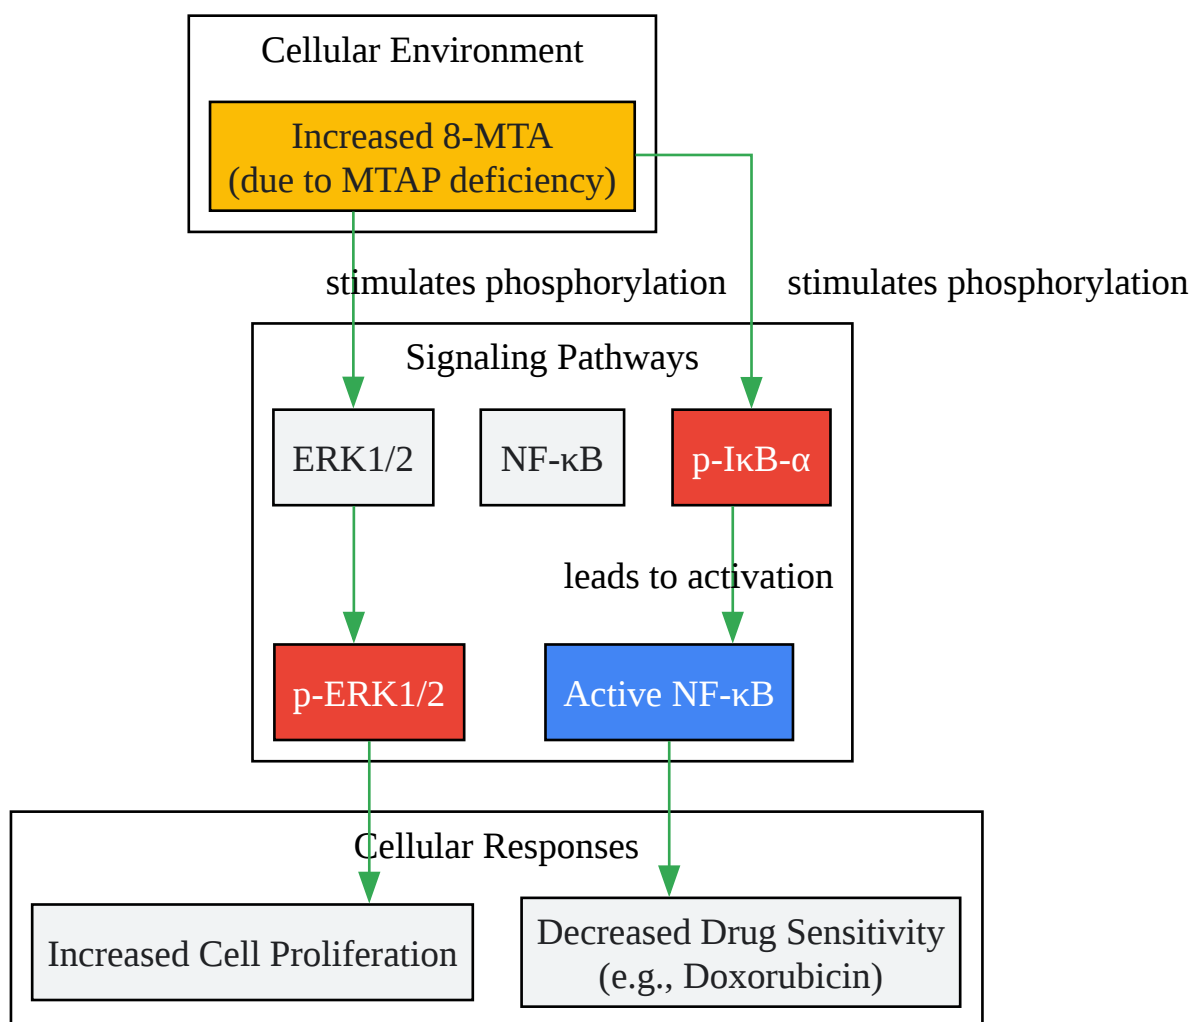 Cellular Environment
Increased 8-MTA
(due to MTAP deficiency)
stimulates phosphorylation
stimulates phosphorylation
Signaling Pathways
ERK1/2
NF-κB
p-IκB-α
leads to activation
p-ERK1/2
Active NF-κB
Cellular Responses
Increased Cell Proliferation
Decreased Drug Sensitivity
(e.g., Doxorubicin)